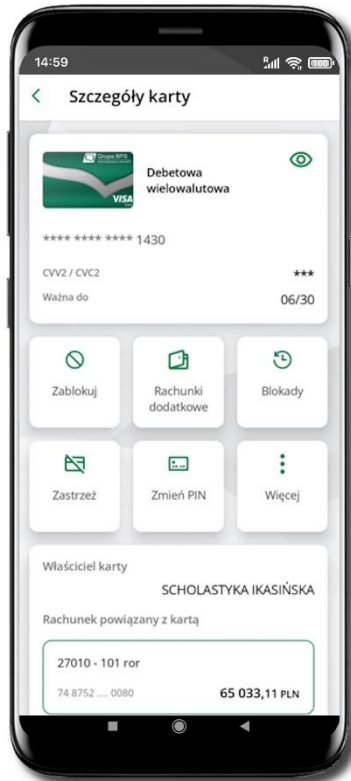 14:59
R
100
Szczegóły karty
Grupa BPS
VISA
Debetowa
wielowalutowa
**** **** **** 1430
CVV2 / CVC2 ***
Ważna do 06/30
Zablokuj
Rachunki
dodatkowe
Blokady
Zastrzeż
Zmień PIN
Więcej
Właściciel karty
SCHOLASTYKA IKASIŃSKA
Rachunek powiązany z kartą
27010 - 101 ror
74 8752 .... 0080 65 033,11 PLN